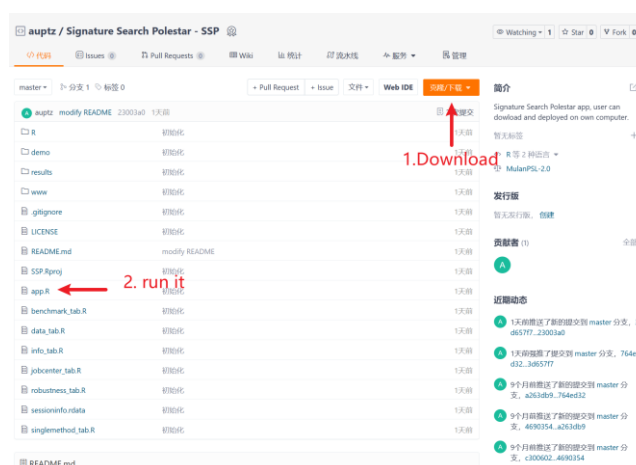 auptz / Signature Search Polestar - SSP
Watching 1 Star 0 Fork 0
代码 Issues 0 Pull Requests 0 Wiki 统计 流水线 服务 管理
master 分支 1 标签 0 + Pull Request + Issue 文件 Web IDE 克隆/下载
简介
Signature Search Polestar app, user can
dowload and deployed on own computer.
暂无标签
R 等 2 种语言
MulanPSL-2.0
A auptz modify README 23003a0 1天前 提交
R 初始化 1天前
demo 初始化 1天前
1.Download
results 初始化 1天前
www 初始化 1天前
.gitignore 初始化 1天前
LICENSE 初始化 1天前
README.md modify README 1天前
SSP.Rproj 初始化 1天前
2. run it
app.R 初始化 1天前
benchmark_tab.R 初始化 1天前
data_tab.R 初始化 1天前
info_tab.R 初始化 1天前
jobcenter_tab.R 初始化 1天前
robustness_tab.R 初始化 1天前
sessioninfo.rdata 初始化 1天前
singlemethod_tab.R 初始化 1天前
README.md
发行版
暂无发行版，创建
贡献者 (1) 全部
A
近期动态
A 1天前推送了新的提交到 master 分支，
d657f7...23003a0
A 1天前强推了提交到 master 分支，764e
d32...3d657f7
A 9个月前推送了新的提交到 master 分
支，a263db9...764ed32
A 9个月前推送了新的提交到 master 分
支，4690354...a263db9
A 9个月前推送了新的提交到 master 分
支，c300602...4690354